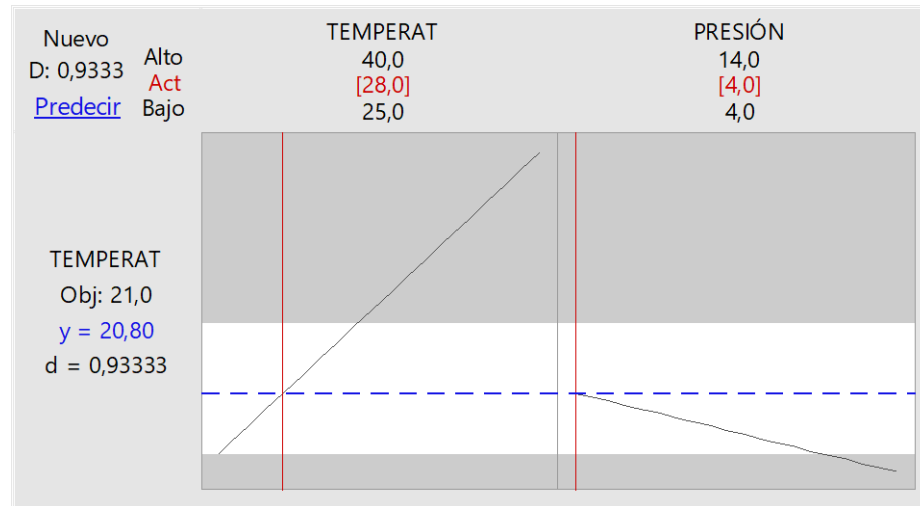 Nuevo
D: 0,9333
Predecir
Alto
Act
Bajo
TEMPERAT
40,0
[28,0]
25,0
PRESIÓN
14,0
[4,0]
4,0
TEMPERAT
Obj: 21,0
y = 20,80
d = 0,93333